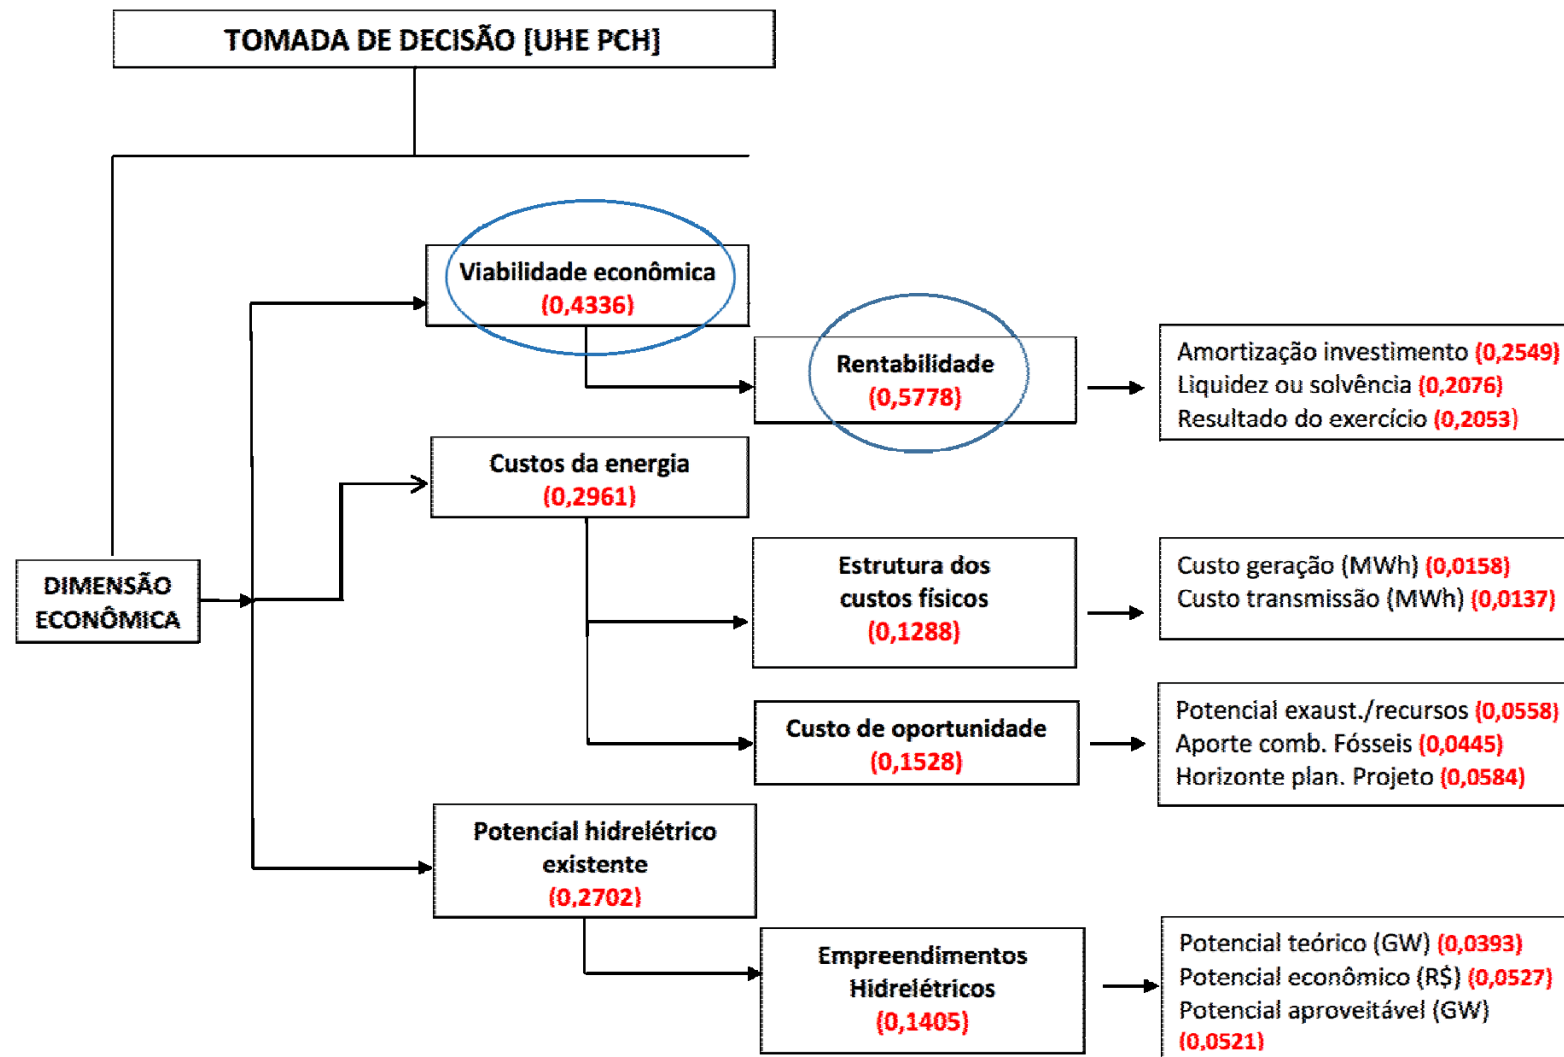 TOMADA DE DECISÃO [UHE PCH]
Viabilidade econômica
(0,4336)
Rentabilidade
(0,5778)
Amortização investimento (0,2549)
Liquidez ou solvência (0,2076)
Resultado do exercício (0,2053)
Custos da energia
(0,2961)
DIMENSÃO
ECONÔMICA
Estrutura dos
custos físicos
(0,1288)
Custo geração (MWh) (0,0158)
Custo transmissão (MWh) (0,0137)
Custo de oportunidade
(0,1528)
Potencial exaust./recursos (0,0558)
Aporte comb. Fósseis (0,0445)
Horizonte plan. Projeto (0,0584)
Potencial hidrelétrico
existente
(0,2702)
Empreendimentos
Hidrelétricos
(0,1405)
Potencial teórico (GW) (0,0393)
Potencial econômico (R$) (0,0527)
Potencial aproveitável (GW)
(0,0521)